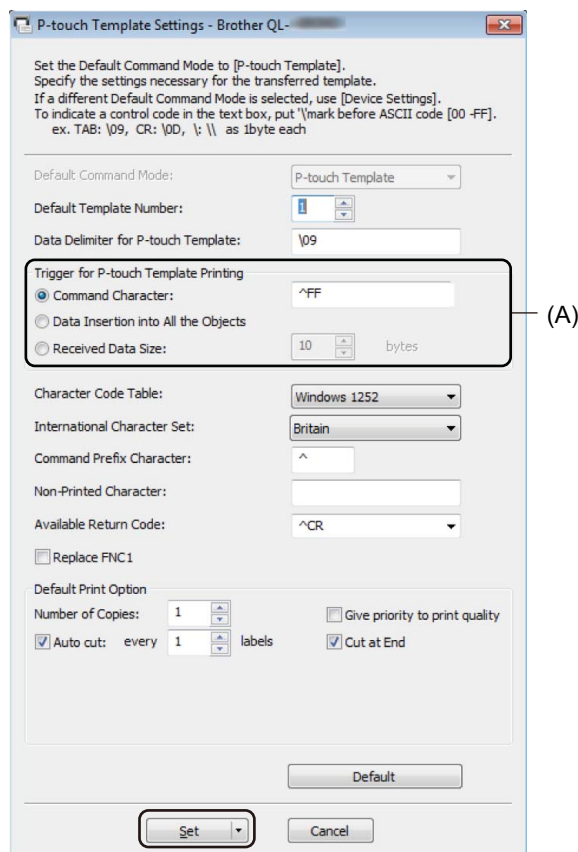 P-touch Template Settings - Brother QL-
Set the Default Command Mode to [P-touch Template].
Specify the settings necessary for the transferred template.
If a different Default Command Mode is selected, use [Device Settings].
To indicate a control code in the text box, put '\'mark before ASCII code [00 -FF].
ex. TAB: \09, CR: \0D, \: \\ as 1byte each
Default Command Mode: P-touch Template
Default Template Number: 1
Data Delimiter for P-touch Template: \09
Trigger for P-touch Template Printing
Command Character: ^FF
(A)
Data Insertion into All the Objects
Received Data Size: 10 bytes
Character Code Table: Windows 1252
International Character Set: Britain
Command Prefix Character: ^
Non-Printed Character:
Available Return Code: ^CR
Replace FNC1
Default Print Option
Number of Copies: 1 Give priority to print quality
Auto cut: every 1 labels Cut at End
Default
Set Cancel